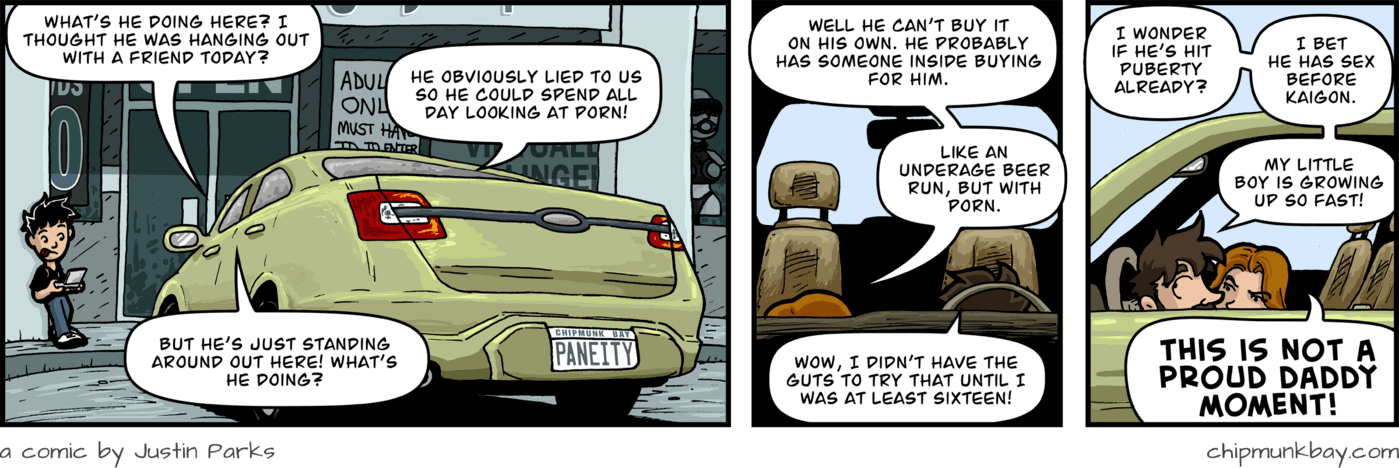 WHAT'S HE DOING HERE? I
THOUGHT HE WAS HANGING OUT
WITH A FRIEND TODAY?
HE OBVIOUSLY LIED TO US
SO HE COULD SPEND ALL
DAY LOOKING AT PORN!
OPEN
ADUL
ONL
MUST HAVE
ID TO ENTER
BUT HE'S JUST STANDING
AROUND OUT HERE! WHAT'S
HE DOING?
CHIPMUNK BAY
PANEITY
WELL HE CAN'T BUY IT
ON HIS OWN. HE PROBABLY
HAS SOMEONE INSIDE BUYING
FOR HIM.
LIKE AN
UNDERAGE BEER
RUN, BUT WITH
PORN.
WOW, I DIDN'T HAVE THE
GUTS TO TRY THAT UNTIL I
WAS AT LEAST SIXTEEN!
I WONDER
IF HE'S HIT
PUBERTY
ALREADY?
I BET
HE HAS SEX
BEFORE
KAIGON.
MY LITTLE
BOY IS GROWING
UP SO FAST!
THIS IS NOT A
PROUD DADDY
MOMENT!
a comic by Justin Parks
chipmunkbay.com